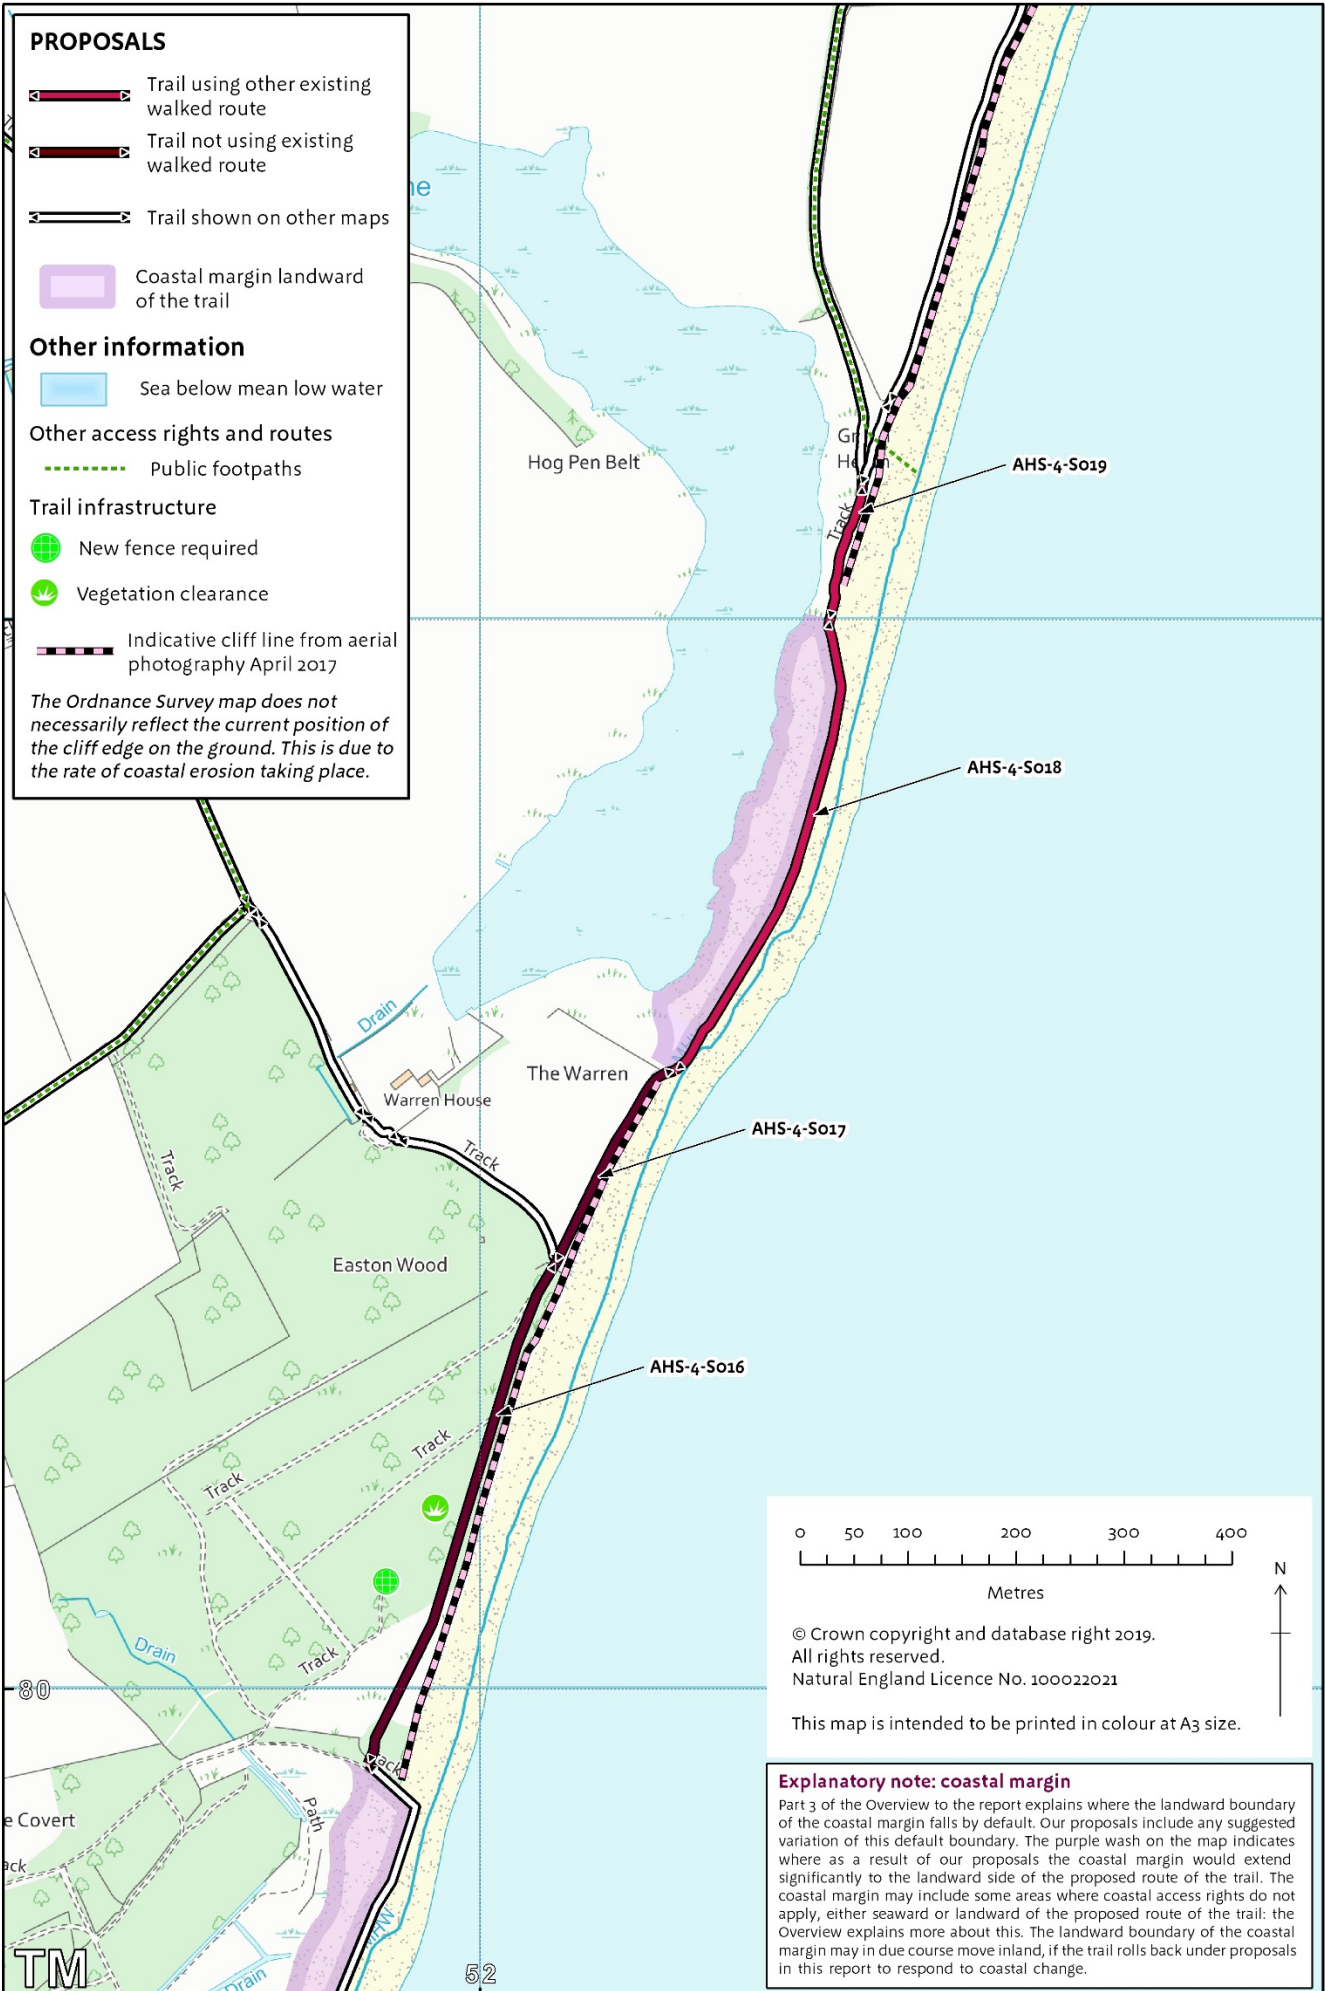 PROPOSALS
Trail using other existing
walked route
Trail not using existing
walked route
Trail shown on other maps
Coastal margin landward
of the trail
Other information
Sea below mean low water
Other access rights and routes
Public footpaths
Trail infrastructure
New fence required
Vegetation clearance
Indicative cliff line from aerial
photography April 2017
The Ordnance Survey map does not
necessarily reflect the current position of
the cliff edge on the ground. This is due to
the rate of coastal erosion taking place.
Hog Pen Belt
AHS-4-S019
Track
AHS-4-S018
Drain
The Warren
Warren House
AHS-4-S017
Track
Track
Easton Wood
AHS-4-S016
Track
Track
Drain
Track
80
Path
Covert
TM
Drain
52
0 50 100 200 300 400
Metres
N
© Crown copyright and database right 2019.
All rights reserved.
Natural England Licence No. 100022021
This map is intended to be printed in colour at A3 size.
Explanatory note: coastal margin
Part 3 of the Overview to the report explains where the landward boundary
of the coastal margin falls by default. Our proposals include any suggested
variation of this default boundary. The purple wash on the map indicates
where as a result of our proposals the coastal margin would extend
significantly to the landward side of the proposed route of the trail. The
coastal margin may include some areas where coastal access rights do not
apply, either seaward or landward of the proposed route of the trail: the
Overview explains more about this. The landward boundary of the coastal
margin may in due course move inland, if the trail rolls back under proposals
in this report to respond to coastal change.